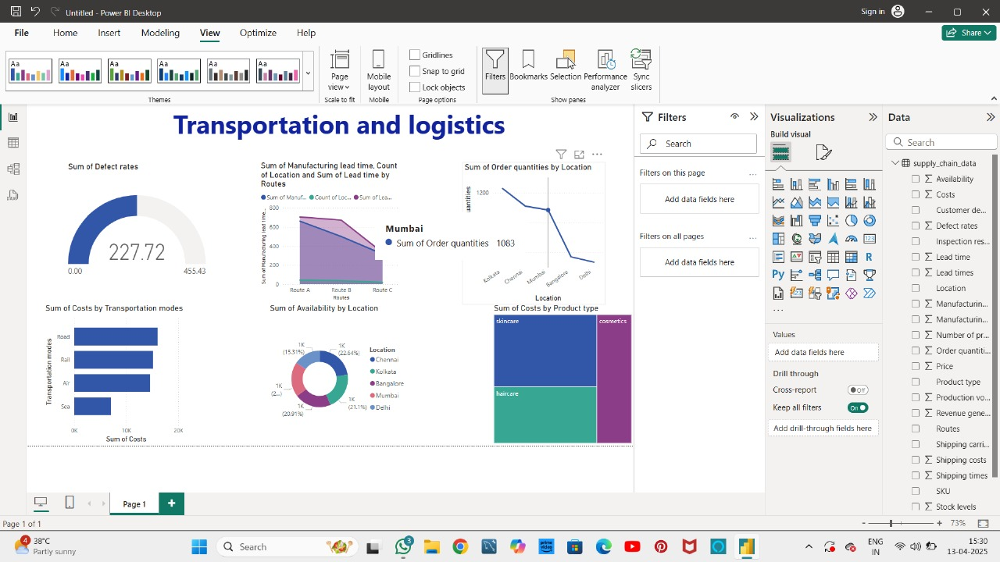 Untitled - Power BI Desktop
Sign in
File Home Insert Modeling View Optimize Help
Share
Aa Aa Aa Aa Aa Aa
Gridlines
Snap to grid
Lock objects
Page view
Mobile layout
Filters
Bookmarks
Selection
Performance analyzer
Sync slicers
Themes
Scale to fit
Mobile
Page options
Show panes
Transportation and logistics
Sum of Defect rates
227.72
0.00
455.43
Sum of Manufacturing lead time, Count
of Location and Sum of Lead time by
Routes
Sum of Manuf... Count of Loc... Sum of Lea...
Sum of Manufacturing lead time...
800
600
400
200
0
Route A Route B Route C
Routes
Sum of Order quantities by Location
uantities
1200
Mumbai
Sum of Order quantities 1083
Kolkata Chennai Mumbai Bangalore Delhi
Location
Sum of Costs by Transportation modes
Transportation modes
Road
Rail
Air
Sea
0K 10K 20K
Sum of Costs
Sum of Availability by Location
1K
(22.64%)
1K
(21.1%)
1K
(20.91%)
1K
(2...)
1K
(15.31%)
Location
Chennai
Kolkata
Bangalore
Mumbai
Delhi
Sum of Costs by Product type
skincare
cosmetics
haircare
Filters
Search
Filters on this page
...
Add data fields here
Filters on all pages
...
Add data fields here
Visualizations
Build visual
123
R
Py
...
Values
Add data fields here
Drill through
Cross-report
Off
Keep all filters
On
Add drill-through fields here
Data
Search
supply_chain_data
Availability
Costs
Customer de...
Defect rates
Inspection res...
Lead time
Lead times
Location
Manufacturin...
Manufacturin...
Number of pr...
Order quantiti...
Price
Product type
Production vo...
Revenue gene...
Routes
Shipping carri...
Shipping costs
Shipping times
SKU
Stock levels
Page 1
Page 1 of 1
73%
4
38°C
Partly sunny
Search
3
prime video
ENG
IN
15:30
13-04-2025